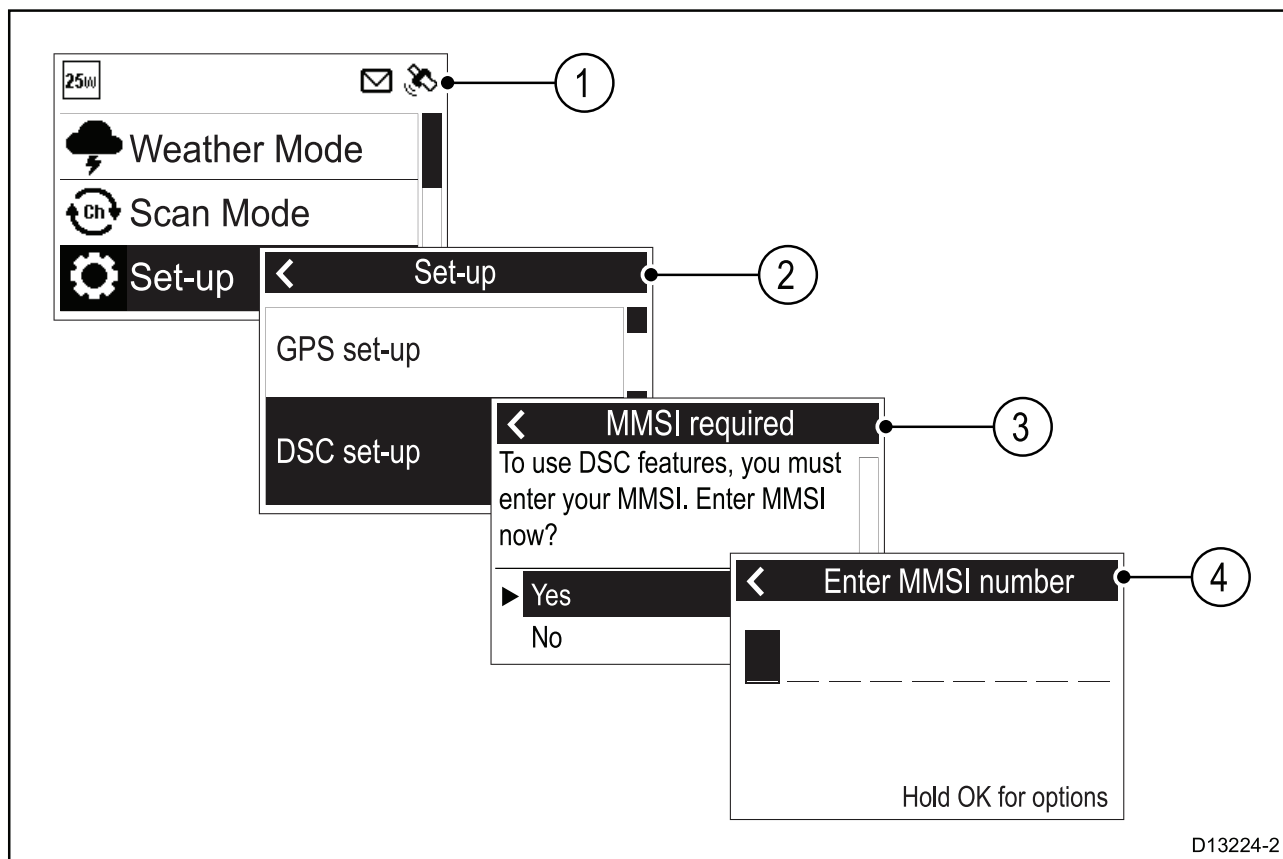 25W
1
Weather Mode
Ch
Scan Mode
Set-up
Set-up
2
GPS set-up
DSC set-up
MMSI required
3
To use DSC features, you must
enter your MMSI. Enter MMSI
now?
Yes
No
Enter MMSI number
4
Hold OK for options
D13224-2